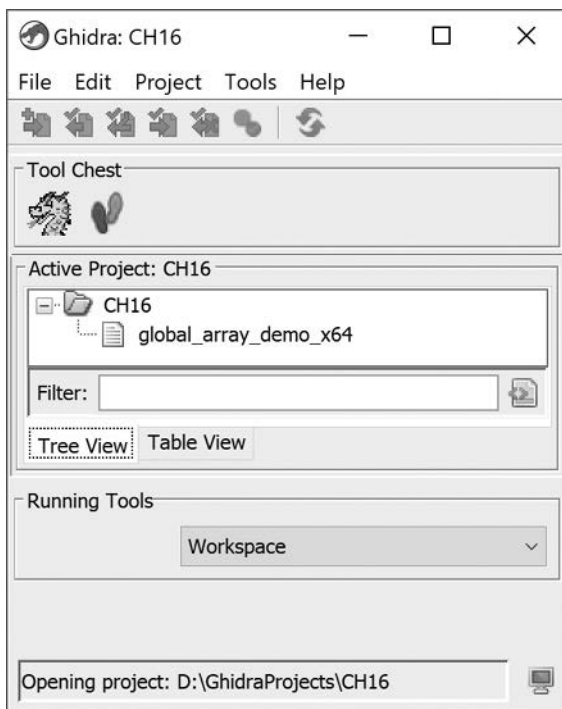 Ghidra: CH16
File Edit Project Tools Help
Tool Chest
Active Project: CH16
CH16
global_array_demo_x64
Filter:
Tree View Table View
Running Tools
Workspace
Opening project: D:\GhidraProjects\CH16